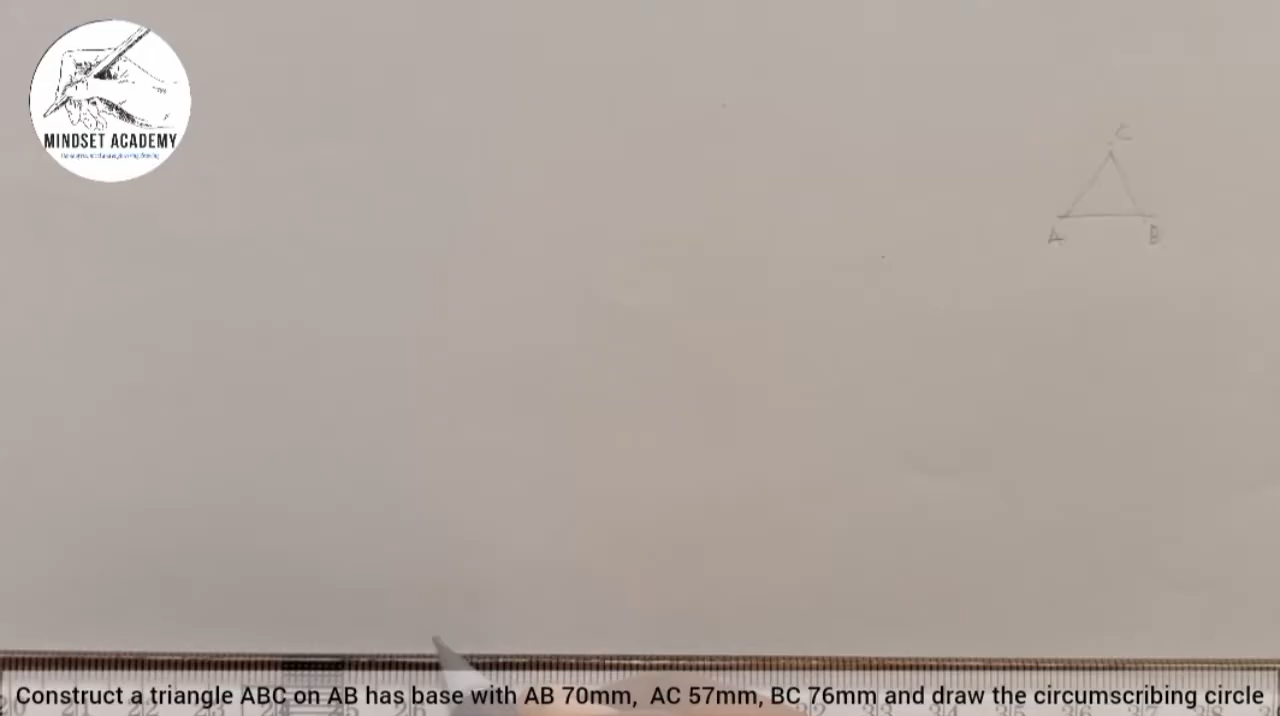 MINDSET ACADEMY
C
A
B
Construct a triangle ABC on AB has base with AB 70mm, AC 57mm, BC 76mm and draw the circumscribing circle